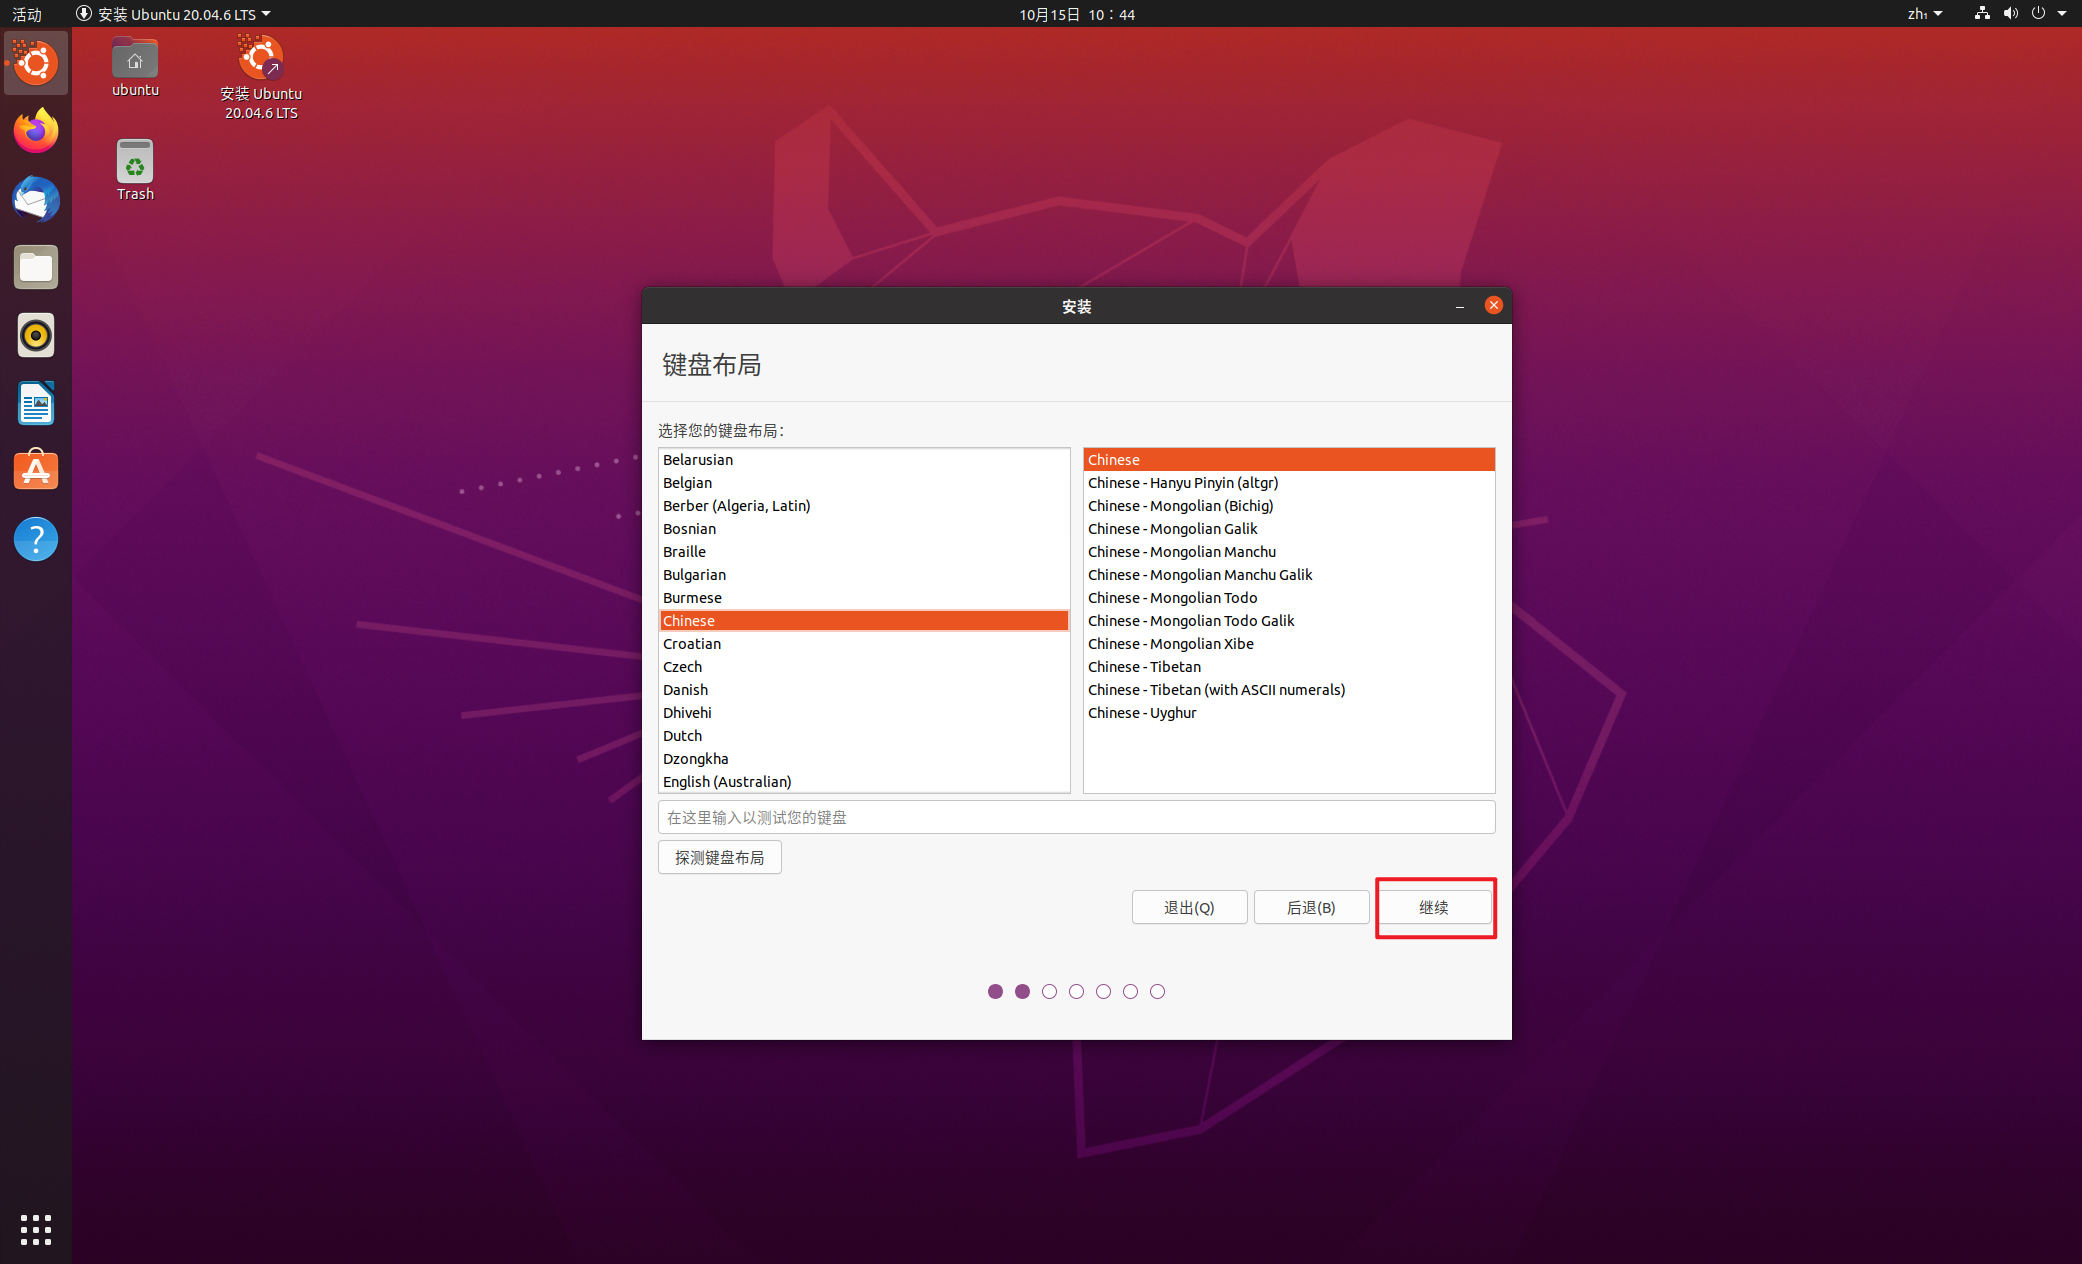 活动
安装 Ubuntu 20.04.6 LTS
10月15日 10：44
zh₁
ubuntu
安装 Ubuntu
20.04.6 LTS
Trash
安装
键盘布局
选择您的键盘布局：
Belarusian
Belgian
Berber (Algeria, Latin)
Bosnian
Braille
Bulgarian
Burmese
Chinese
Croatian
Czech
Danish
Dhivehi
Dutch
Dzongkha
English (Australian)
Chinese
Chinese - Hanyu Pinyin (altgr)
Chinese - Mongolian (Bichig)
Chinese - Mongolian Galik
Chinese - Mongolian Manchu
Chinese - Mongolian Manchu Galik
Chinese - Mongolian Todo
Chinese - Mongolian Todo Galik
Chinese - Mongolian Xibe
Chinese - Tibetan
Chinese - Tibetan (with ASCII numerals)
Chinese - Uyghur
在这里输入以测试您的键盘
探测键盘布局
退出(Q)
后退(B)
继续